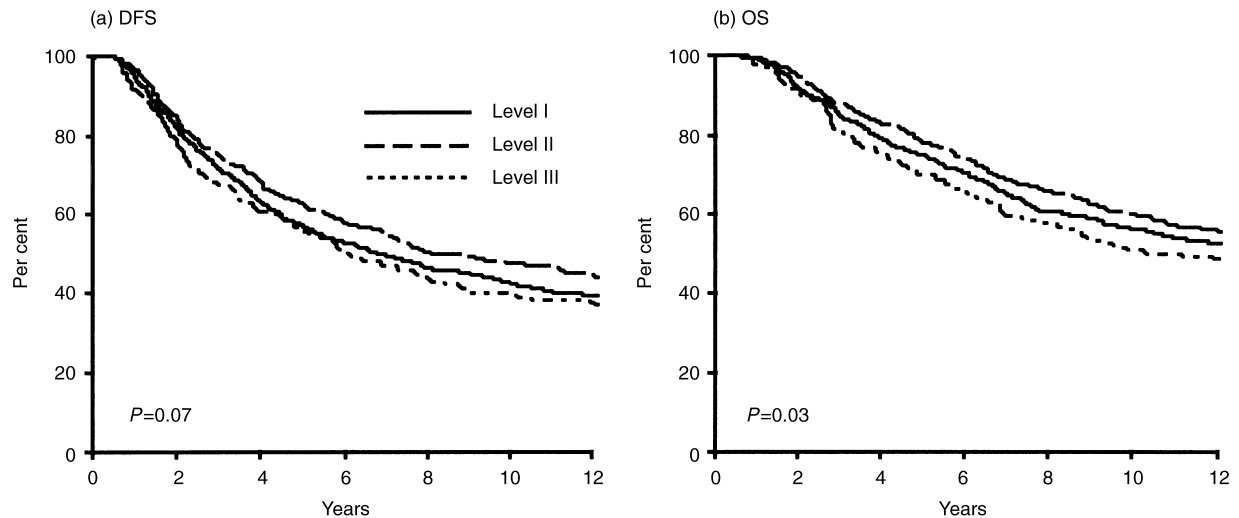 (a) DFS
100
80
60
40
20
0
Per cent
Level I
Level II
Level III
P=0.07
0 2 4 6 8 10 12
Years
(b) OS
100
80
60
40
20
0
Per cent
P=0.03
0 2 4 6 8 10 12
Years